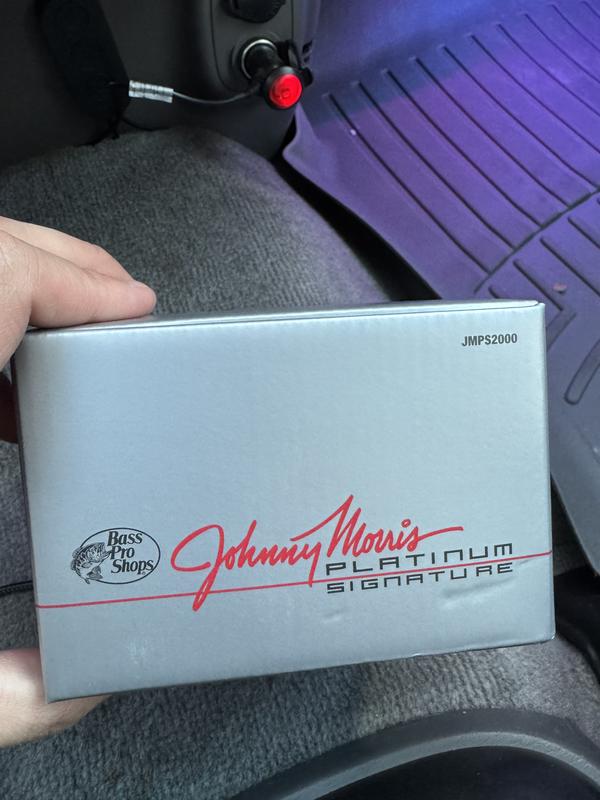 JMPS2000
Bass
Pro
Shops
Johnny Morris
PLATINUM
SIGNATURE